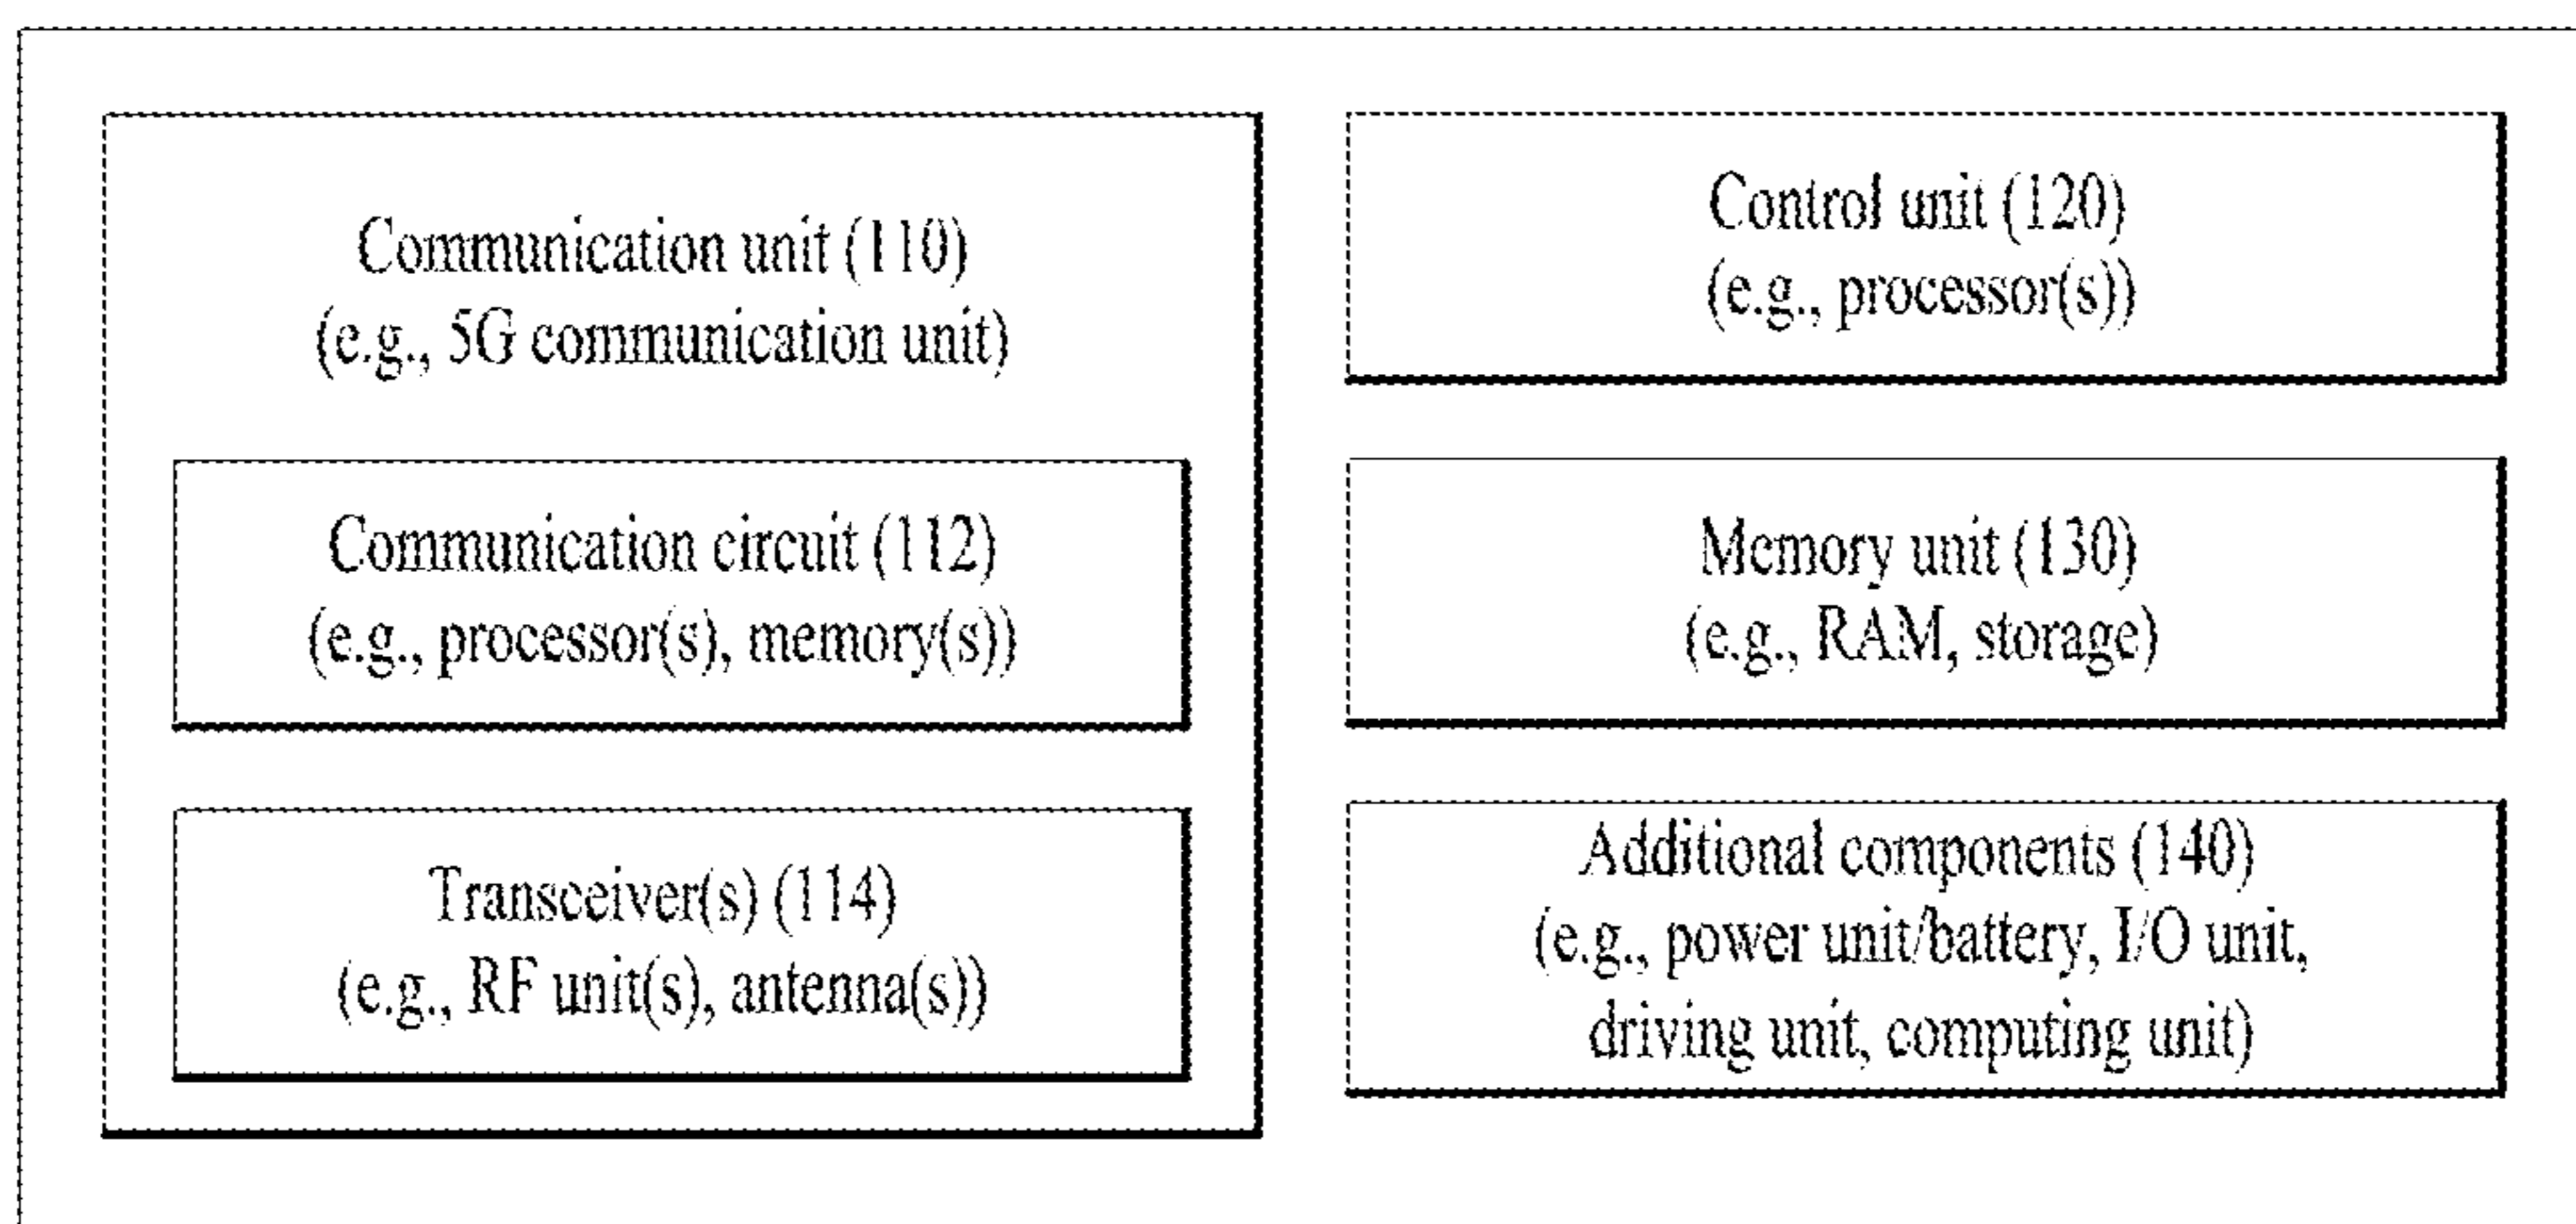 Communication unit (110)
(e.g., 5G communication unit)
Communication circuit (112)
(e.g., processor(s), memory(s))
Transceiver(s) (114)
(e.g., RF unit(s), antenna(s))
Control unit (120)
(e.g., processor(s))
Memory unit (130)
(e.g., RAM, storage)
Additional components (140)
(e.g., power unit/battery, I/O unit,
driving unit, computing unit)